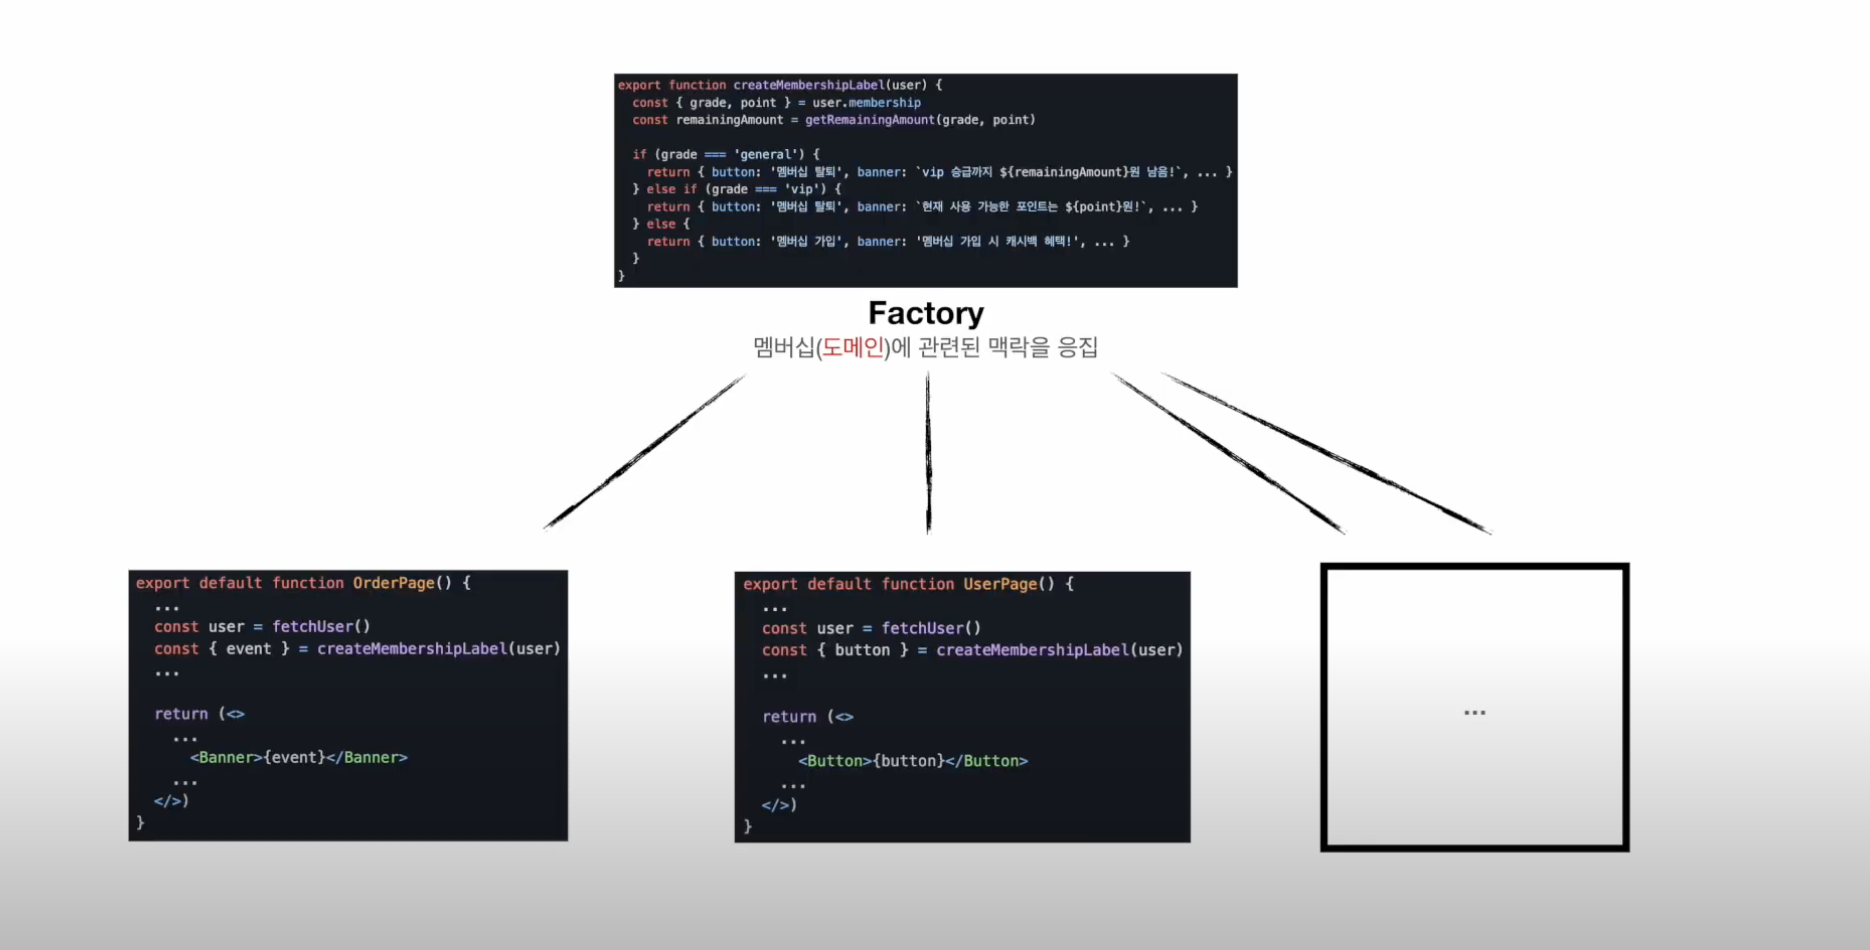 export function createMembershipLabel(user) {
const { grade, point } = user.membership
const remainingAmount = getRemainingAmount(grade, point)
if (grade === 'general') {
return { button: '멤버십 탈퇴', banner: `vip 승급까지 ${remainingAmount}원 남음!`, ... }
} else if (grade === 'vip') {
return { button: '멤버십 탈퇴', banner: `현재 사용 가능한 포인트는 ${point}원!`, ... }
} else {
return { button: '멤버십 가입', banner: '멤버십 가입 시 캐시백 혜택!', ... }
}
}
Factory
멤버십(도메인)에 관련된 맥락을 응집
export default function OrderPage() {
...
const user = fetchUser()
const { event } = createMembershipLabel(user)
...
return (<>
...
<Banner>{event}</Banner>
...
</>)
}
export default function UserPage() {
...
const user = fetchUser()
const { button } = createMembershipLabel(user)
...
return (<>
...
<Button>{button}</Button>
...
</>)
}
...